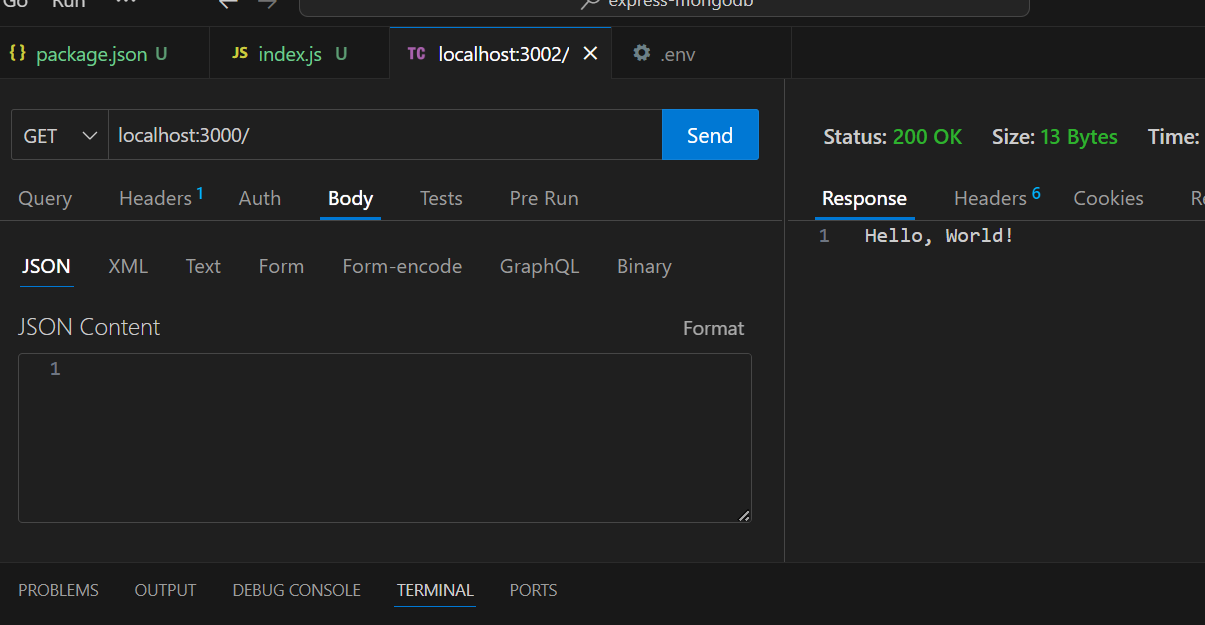 Go Run ... express-mongodb
{} package.json U JS index.js U TC localhost:3002/ × .env
GET localhost:3000/ Send
Status: 200 OK Size: 13 Bytes Time:
Query Headers 1 Auth Body Tests Pre Run
Response Headers 6 Cookies
JSON XML Text Form Form-encode GraphQL Binary
1 Hello, World!
JSON Content Format
1
PROBLEMS OUTPUT DEBUG CONSOLE TERMINAL PORTS